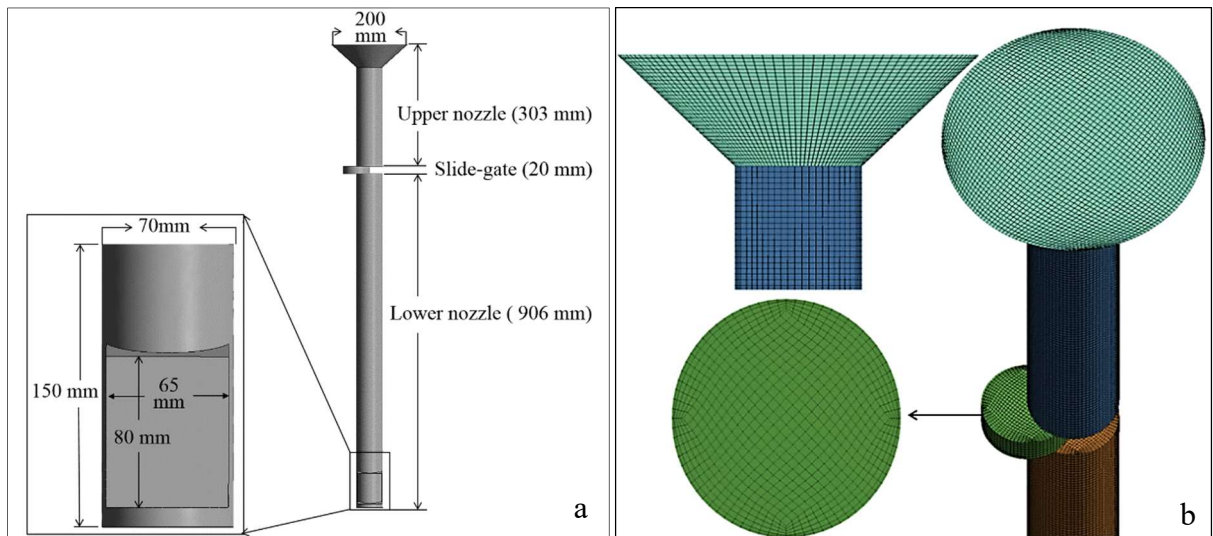 200
mm
Upper nozzle (303 mm)
Slide-gate (20 mm)
70mm
Lower nozzle ( 906 mm)
150 mm
65
mm
80 mm
a
b